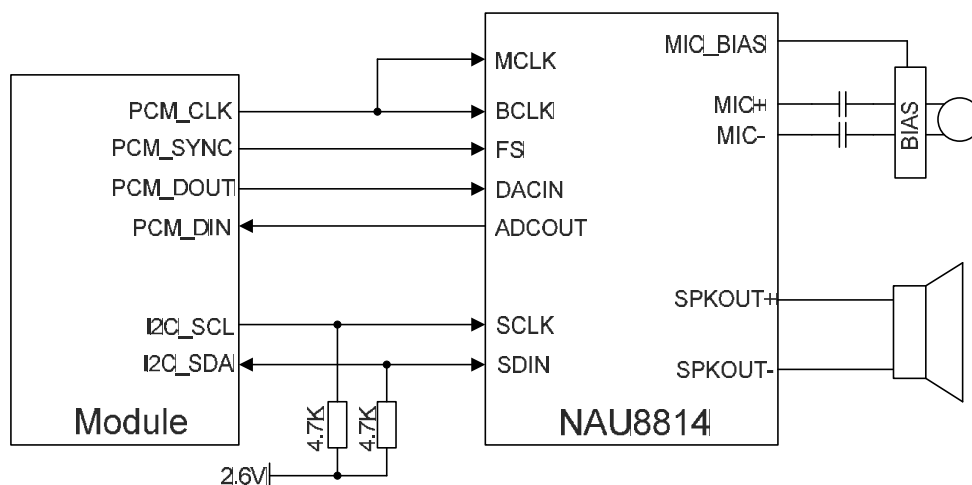 PCM_CLK
PCM_SYNC
PCM_DOUT
PCM_DIN
I2C_SCL
I2C_SDA
Module
4.7K
4.7K
2.6V
MCLK
BCLK
FS
DACIN
ADCOUT
SCLK
SDIN
MIC_BIAS
MIC+
MIC-
SPKOUT+
SPKOUT-
NAU8814
BIAS